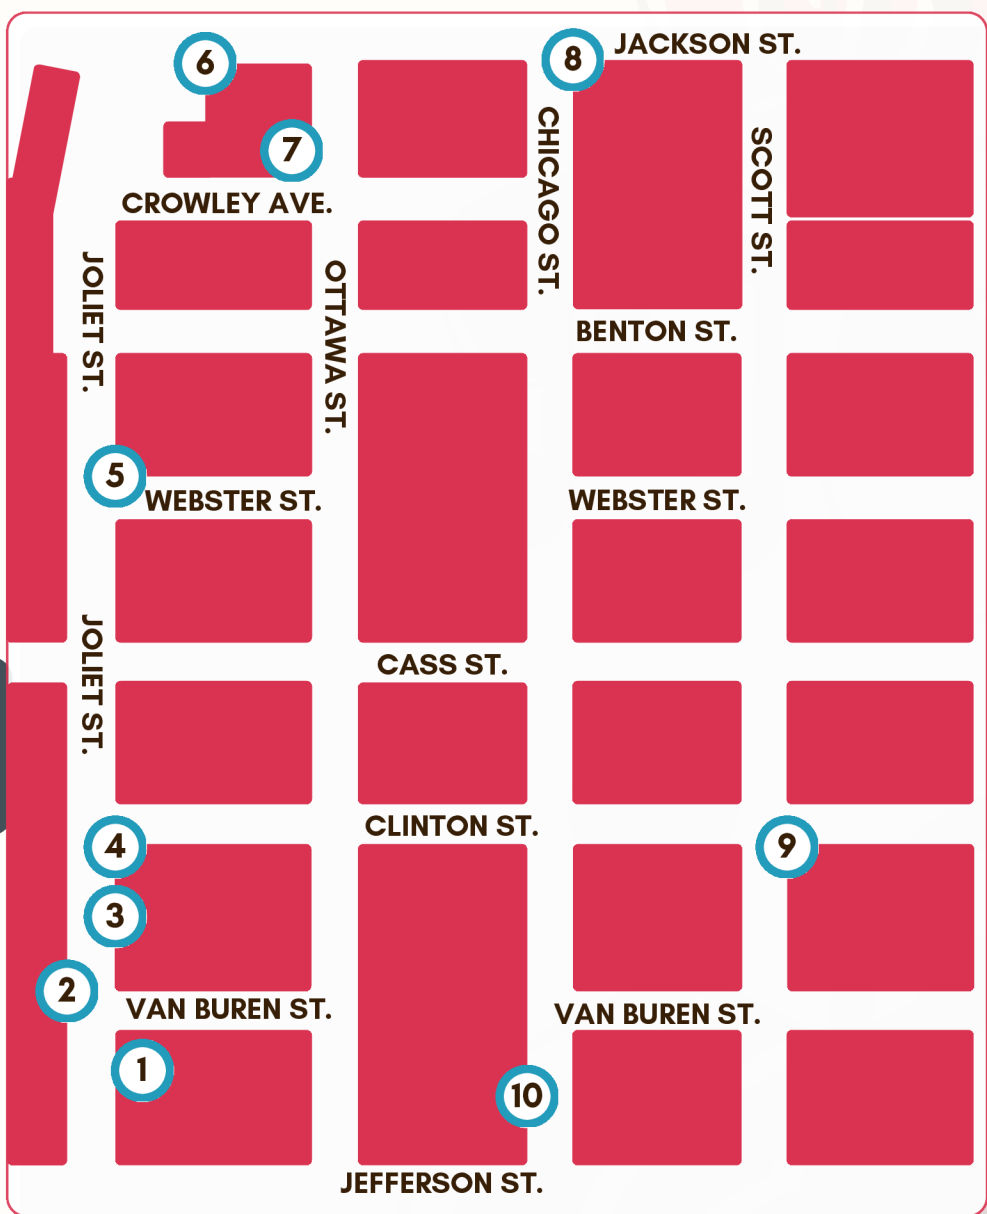 JACKSON ST.
6
8
7
CHICAGO ST.
SCOTT ST.
CROWLEY AVE.
JOLIET ST.
OTTAWA ST.
BENTON ST.
5
WEBSTER ST.
WEBSTER ST.
JOLIET ST.
CASS ST.
CLINTON ST.
4
9
3
2
VAN BUREN ST.
VAN BUREN ST.
1
10
JEFFERSON ST.